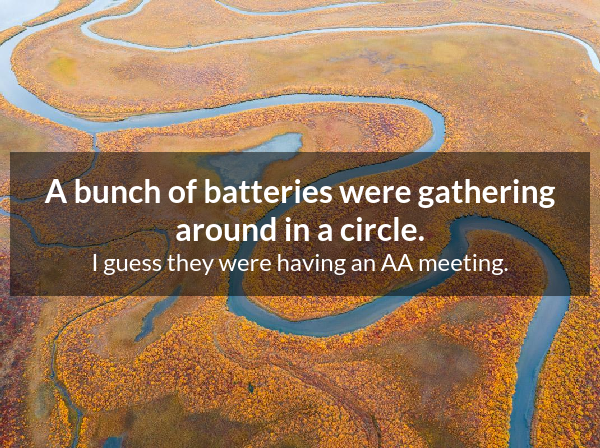 A bunch of batteries were gathering
around in a circle.
I guess they were having an AA meeting.